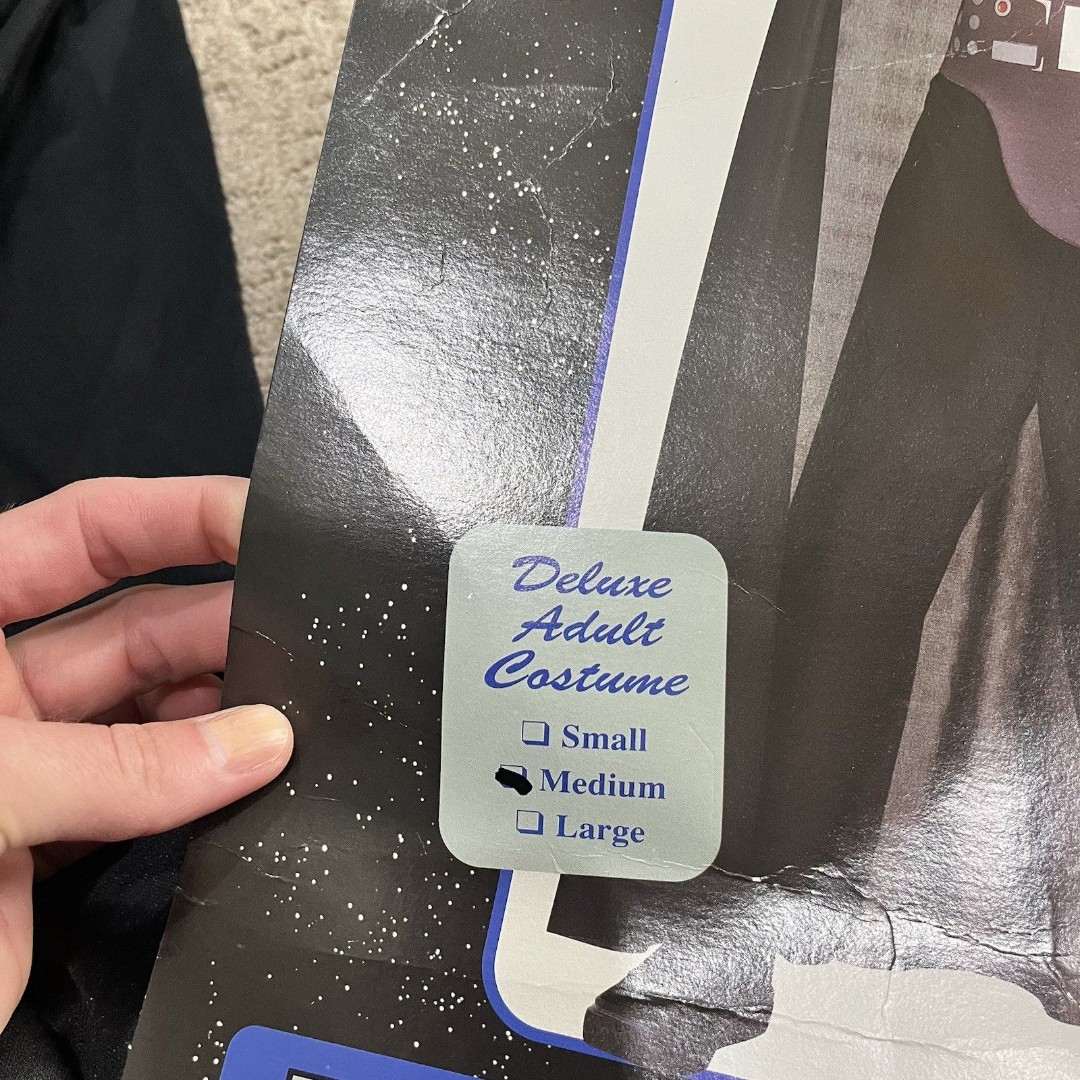 Deluxe
Adult
Costume
❑ Small
Medium
❑ Large